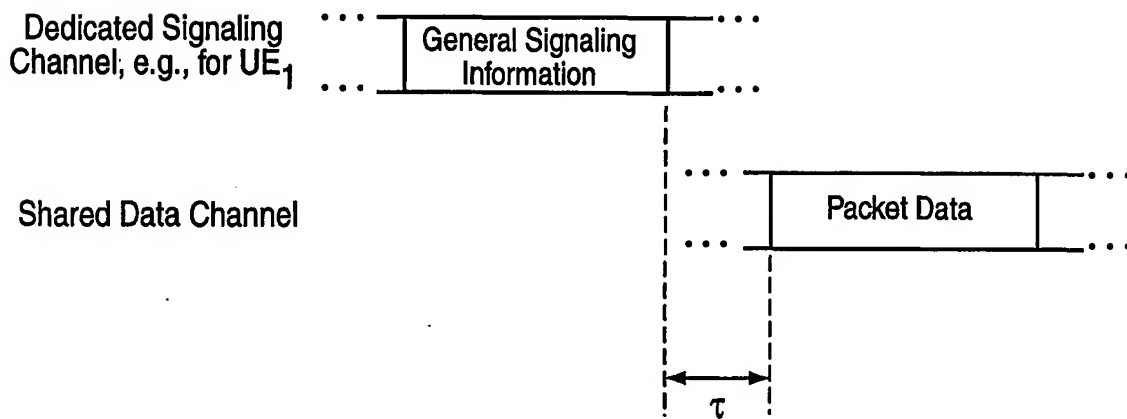 Dedicated Signaling
Channel, e.g., for UE1
General Signaling
Information
Shared Data Channel
Packet Data
τ